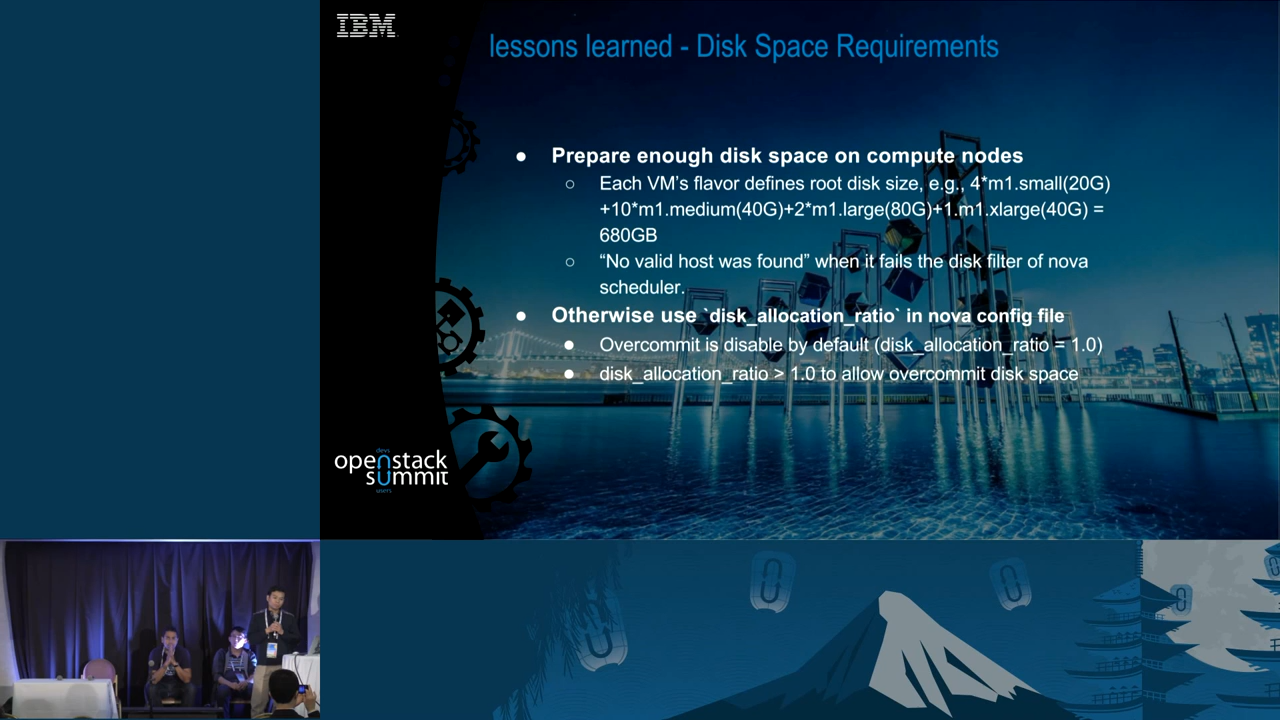 IBM
lessons learned - Disk Space Requirements
● Prepare enough disk space on compute nodes
○ Each VM’s flavor defines root disk size, e.g., 4*m1.small(20G)
+10*m1.medium(40G)+2*m1.large(80G)+1.m1.xlarge(40G) =
680GB
○ “No valid host was found” when it fails the disk filter of nova
scheduler.
● Otherwise use `disk_allocation_ratio` in nova config file
● Overcommit is disable by default (disk_allocation_ratio = 1.0)
● disk_allocation_ratio > 1.0 to allow overcommit disk space
devs
openstack
summit
users